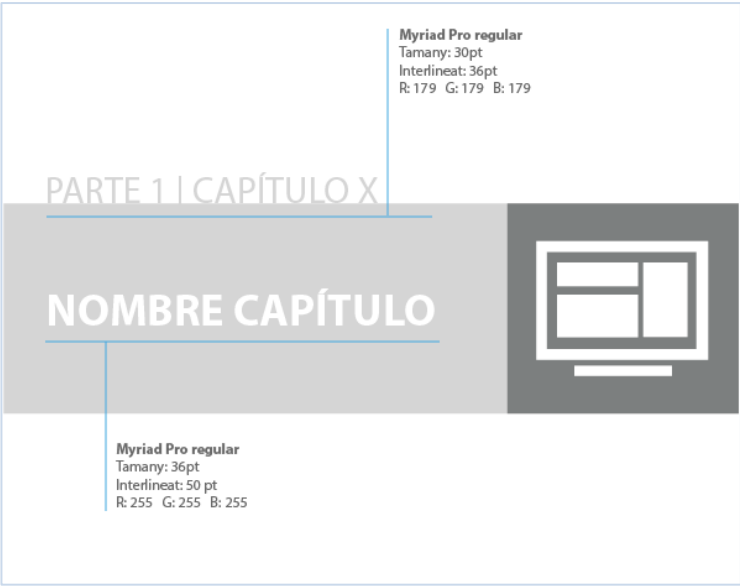 Myriad Pro regular
Tamany: 30pt
Interlineat: 36pt
R: 179 G: 179 B: 179
PARTE 1 | CAPÍTULO X
NOMBRE CAPÍTULO
Myriad Pro regular
Tamany: 36pt
Interlineat: 50 pt
R: 255 G: 255 B: 255